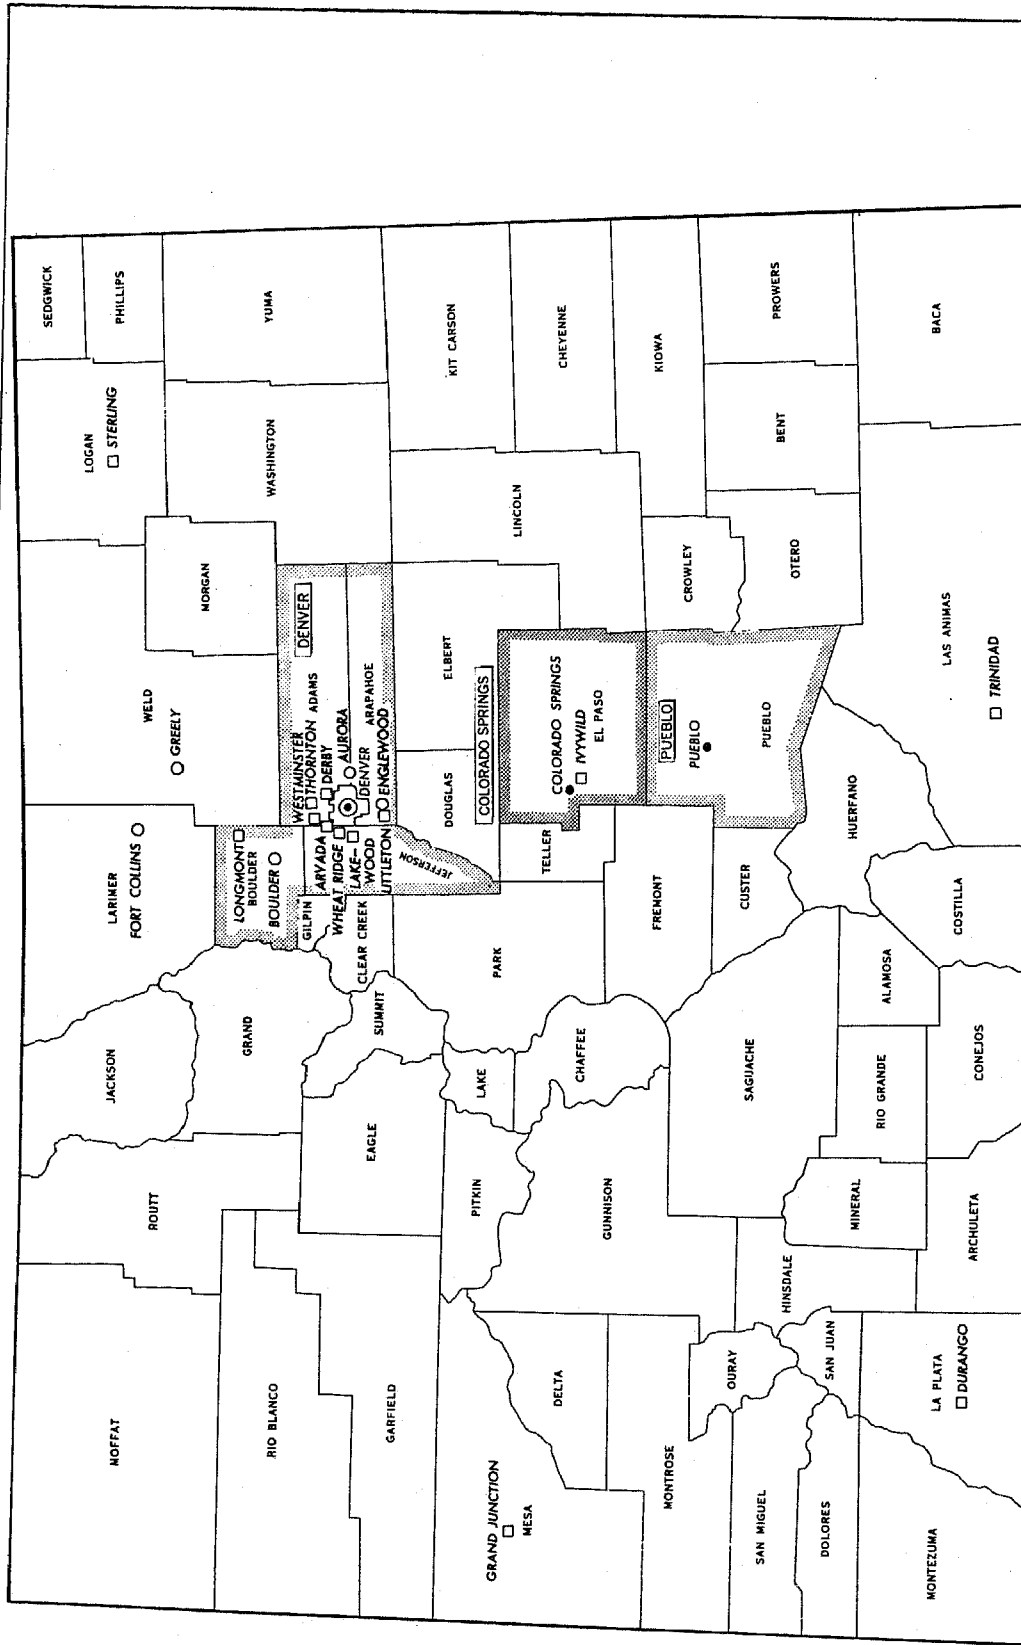 MOFFAT
ROUTT
JACKSON
LARIMER
FORT COLLINS
WELD
GREELY
LOGAN
STERLING
SEDGWICK
PHILLIPS
MORGAN
WASHINGTON
YUMA
RIO BLANCO
GRAND
LONGMONT
BOULDER
BOULDER
GILPIN
DENVER
WESTMINSTER
THORNTON ADAMS
DERBY
AURORA
ARVADA
WHEAT RIDGE
LAKE-
WOOD
DENVER
ARAPAHOE
LITTLETON
ENGLEWOOD
JEFFERSON
CLEAR CREEK
SUMMIT
EAGLE
GARFIELD
GRAND JUNCTION
MESA
PITKIN
LAKE
PARK
DOUGLAS
ELBERT
LINCOLN
KIT CARSON
CHEYENNE
COLORADO SPRINGS
COLORADO SPRINGS
IVYWILD
EL PASO
TELLER
CHAFFEE
GUNNISON
DELTA
MONTROSE
OURAY
SAN MIGUEL
DOLORES
SAN JUAN
HINSDALE
SAGUACHE
FREMONT
CUSTER
PUEBLO
PUEBLO
PUEBLO
CROWLEY
KIOWA
OTERO
BENT
PROWERS
HUERFANO
MINERAL
RIO GRANDE
ALAMOSA
COSTILLA
LAS ANIMAS
TRINIDAD
BACA
MONTEZUMA
LA PLATA
DURANGO
ARCHULETA
CONEJOS